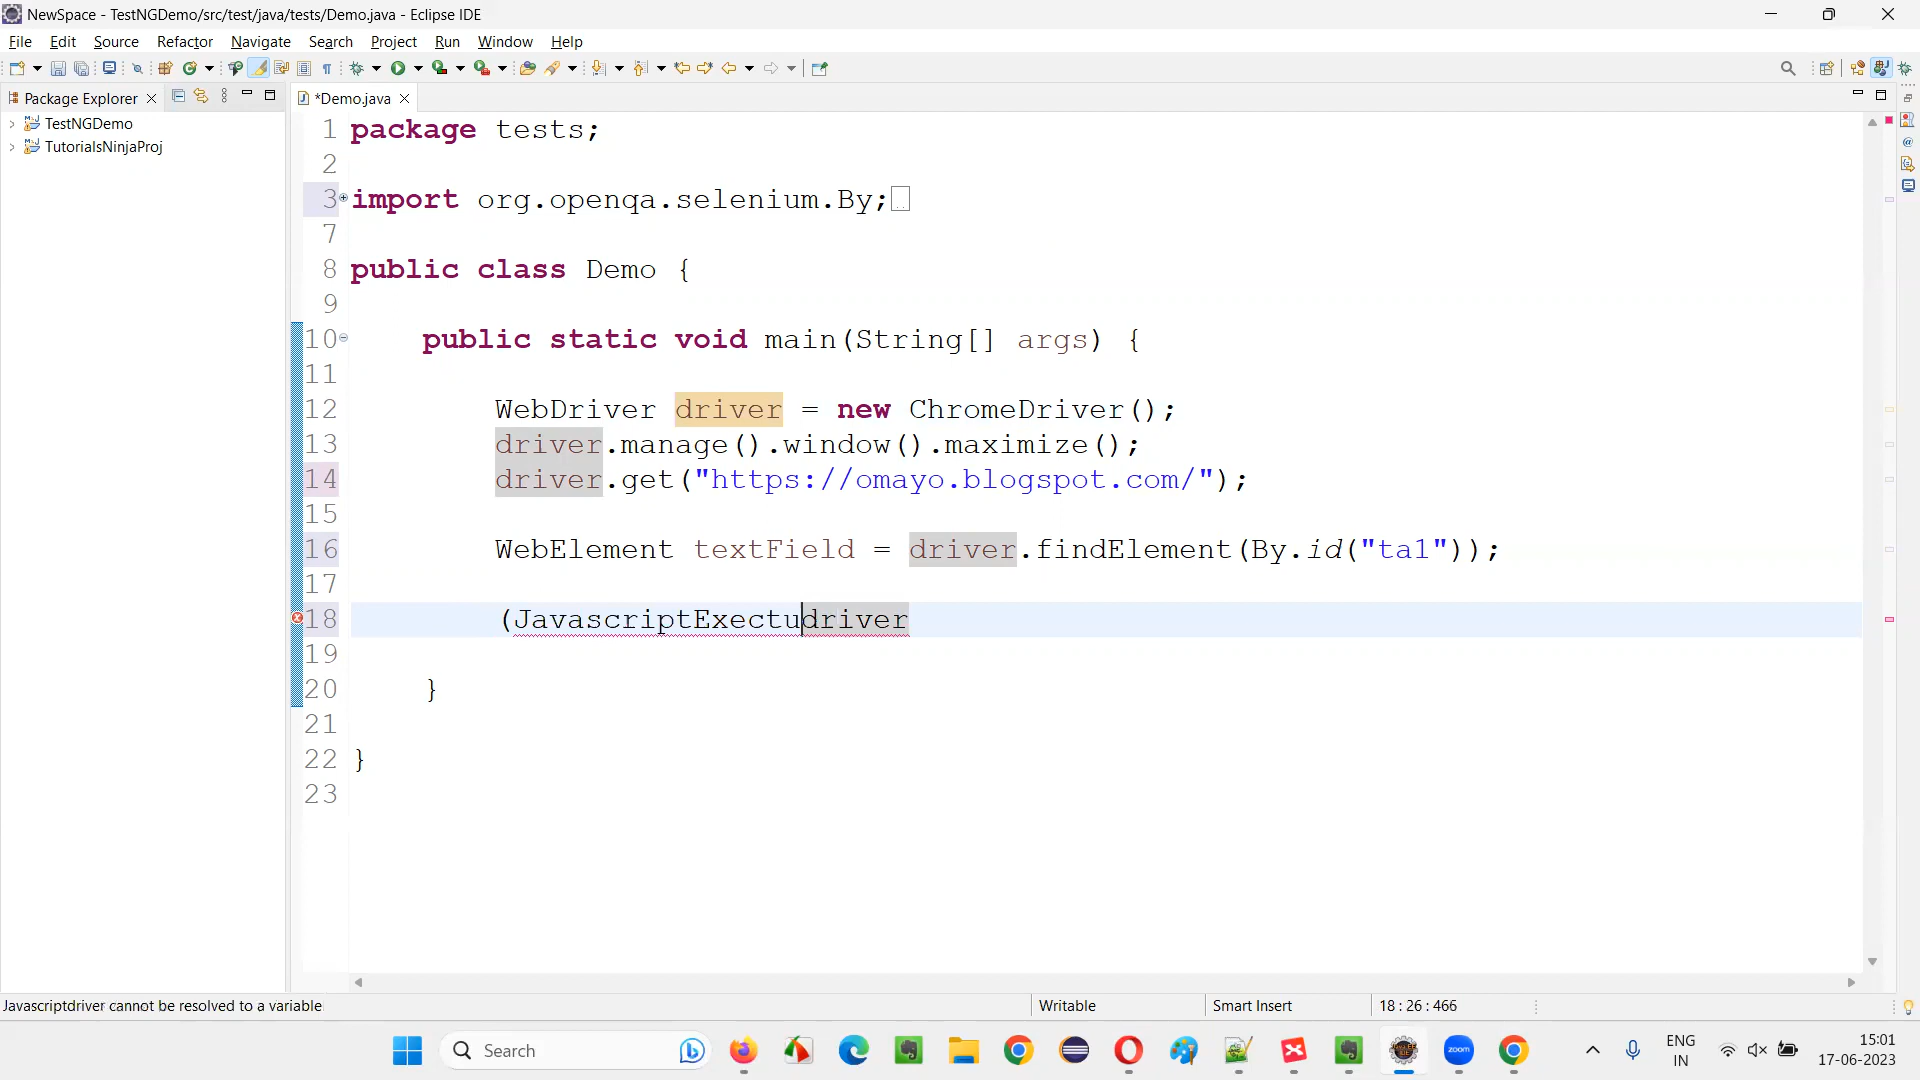 NewSpace - TestNGDemo/src/test/java/tests/Demo.java - Eclipse IDE
File Edit Source Refactor Navigate Search Project Run Window Help
Package Explorer
*Demo.java
TestNGDemo
TutorialsNinjaProj
1 package tests;
2
3 import org.openqa.selenium.By;
7
8 public class Demo {
9
10 public static void main(String[] args) {
11
12 WebDriver driver = new ChromeDriver();
13 driver.manage().window().maximize();
14 driver.get("https://omayo.blogspot.com/");
15
16 WebElement textField = driver.findElement(By.id("ta1"));
17
18 (JavascriptExectudriver
19
20 }
21
22 }
23
Javascriptdriver cannot be resolved to a variable
Writable
Smart Insert
18 : 26 : 466
Search
zoom
ENG
IN
15:01
17-06-2023